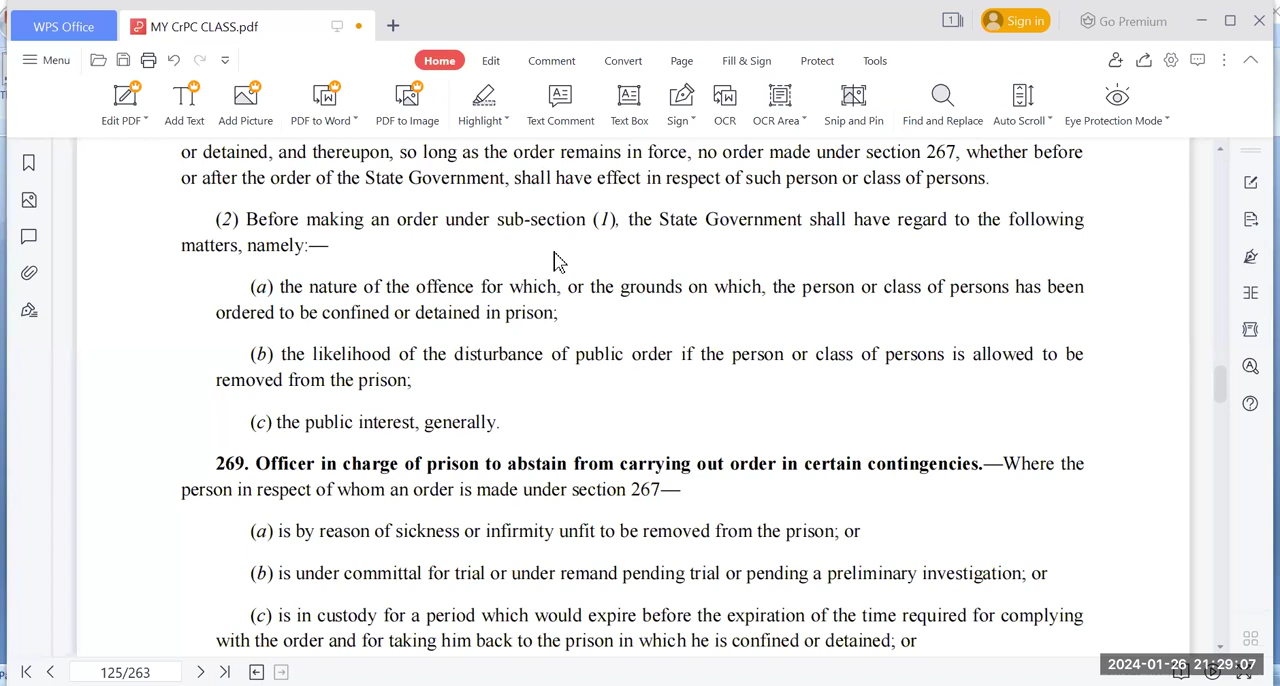 WPS Office
MY CrPC CLASS.pdf
1
Sign in
Go Premium
Menu
Home
Edit
Comment
Convert
Page
Fill & Sign
Protect
Tools
Edit PDF
Add Text
Add Picture
PDF to Word
PDF to Image
Highlight
Text Comment
Text Box
Sign
OCR
OCR Area
Snip and Pin
Find and Replace
Auto Scroll
Eye Protection Mode
or detained, and thereupon, so long as the order remains in force, no order made under section 267, whether before
or after the order of the State Government, shall have effect in respect of such person or class of persons.
(2) Before making an order under sub-section (1), the State Government shall have regard to the following
matters, namely:—
(a) the nature of the offence for which, or the grounds on which, the person or class of persons has been
ordered to be confined or detained in prison;
(b) the likelihood of the disturbance of public order if the person or class of persons is allowed to be
removed from the prison;
(c) the public interest, generally.
269. Officer in charge of prison to abstain from carrying out order in certain contingencies.—Where the
person in respect of whom an order is made under section 267—
(a) is by reason of sickness or infirmity unfit to be removed from the prison; or
(b) is under committal for trial or under remand pending trial or pending a preliminary investigation; or
(c) is in custody for a period which would expire before the expiration of the time required for complying
with the order and for taking him back to the prison in which he is confined or detained; or
125/263
2024-01-26 21:29:07